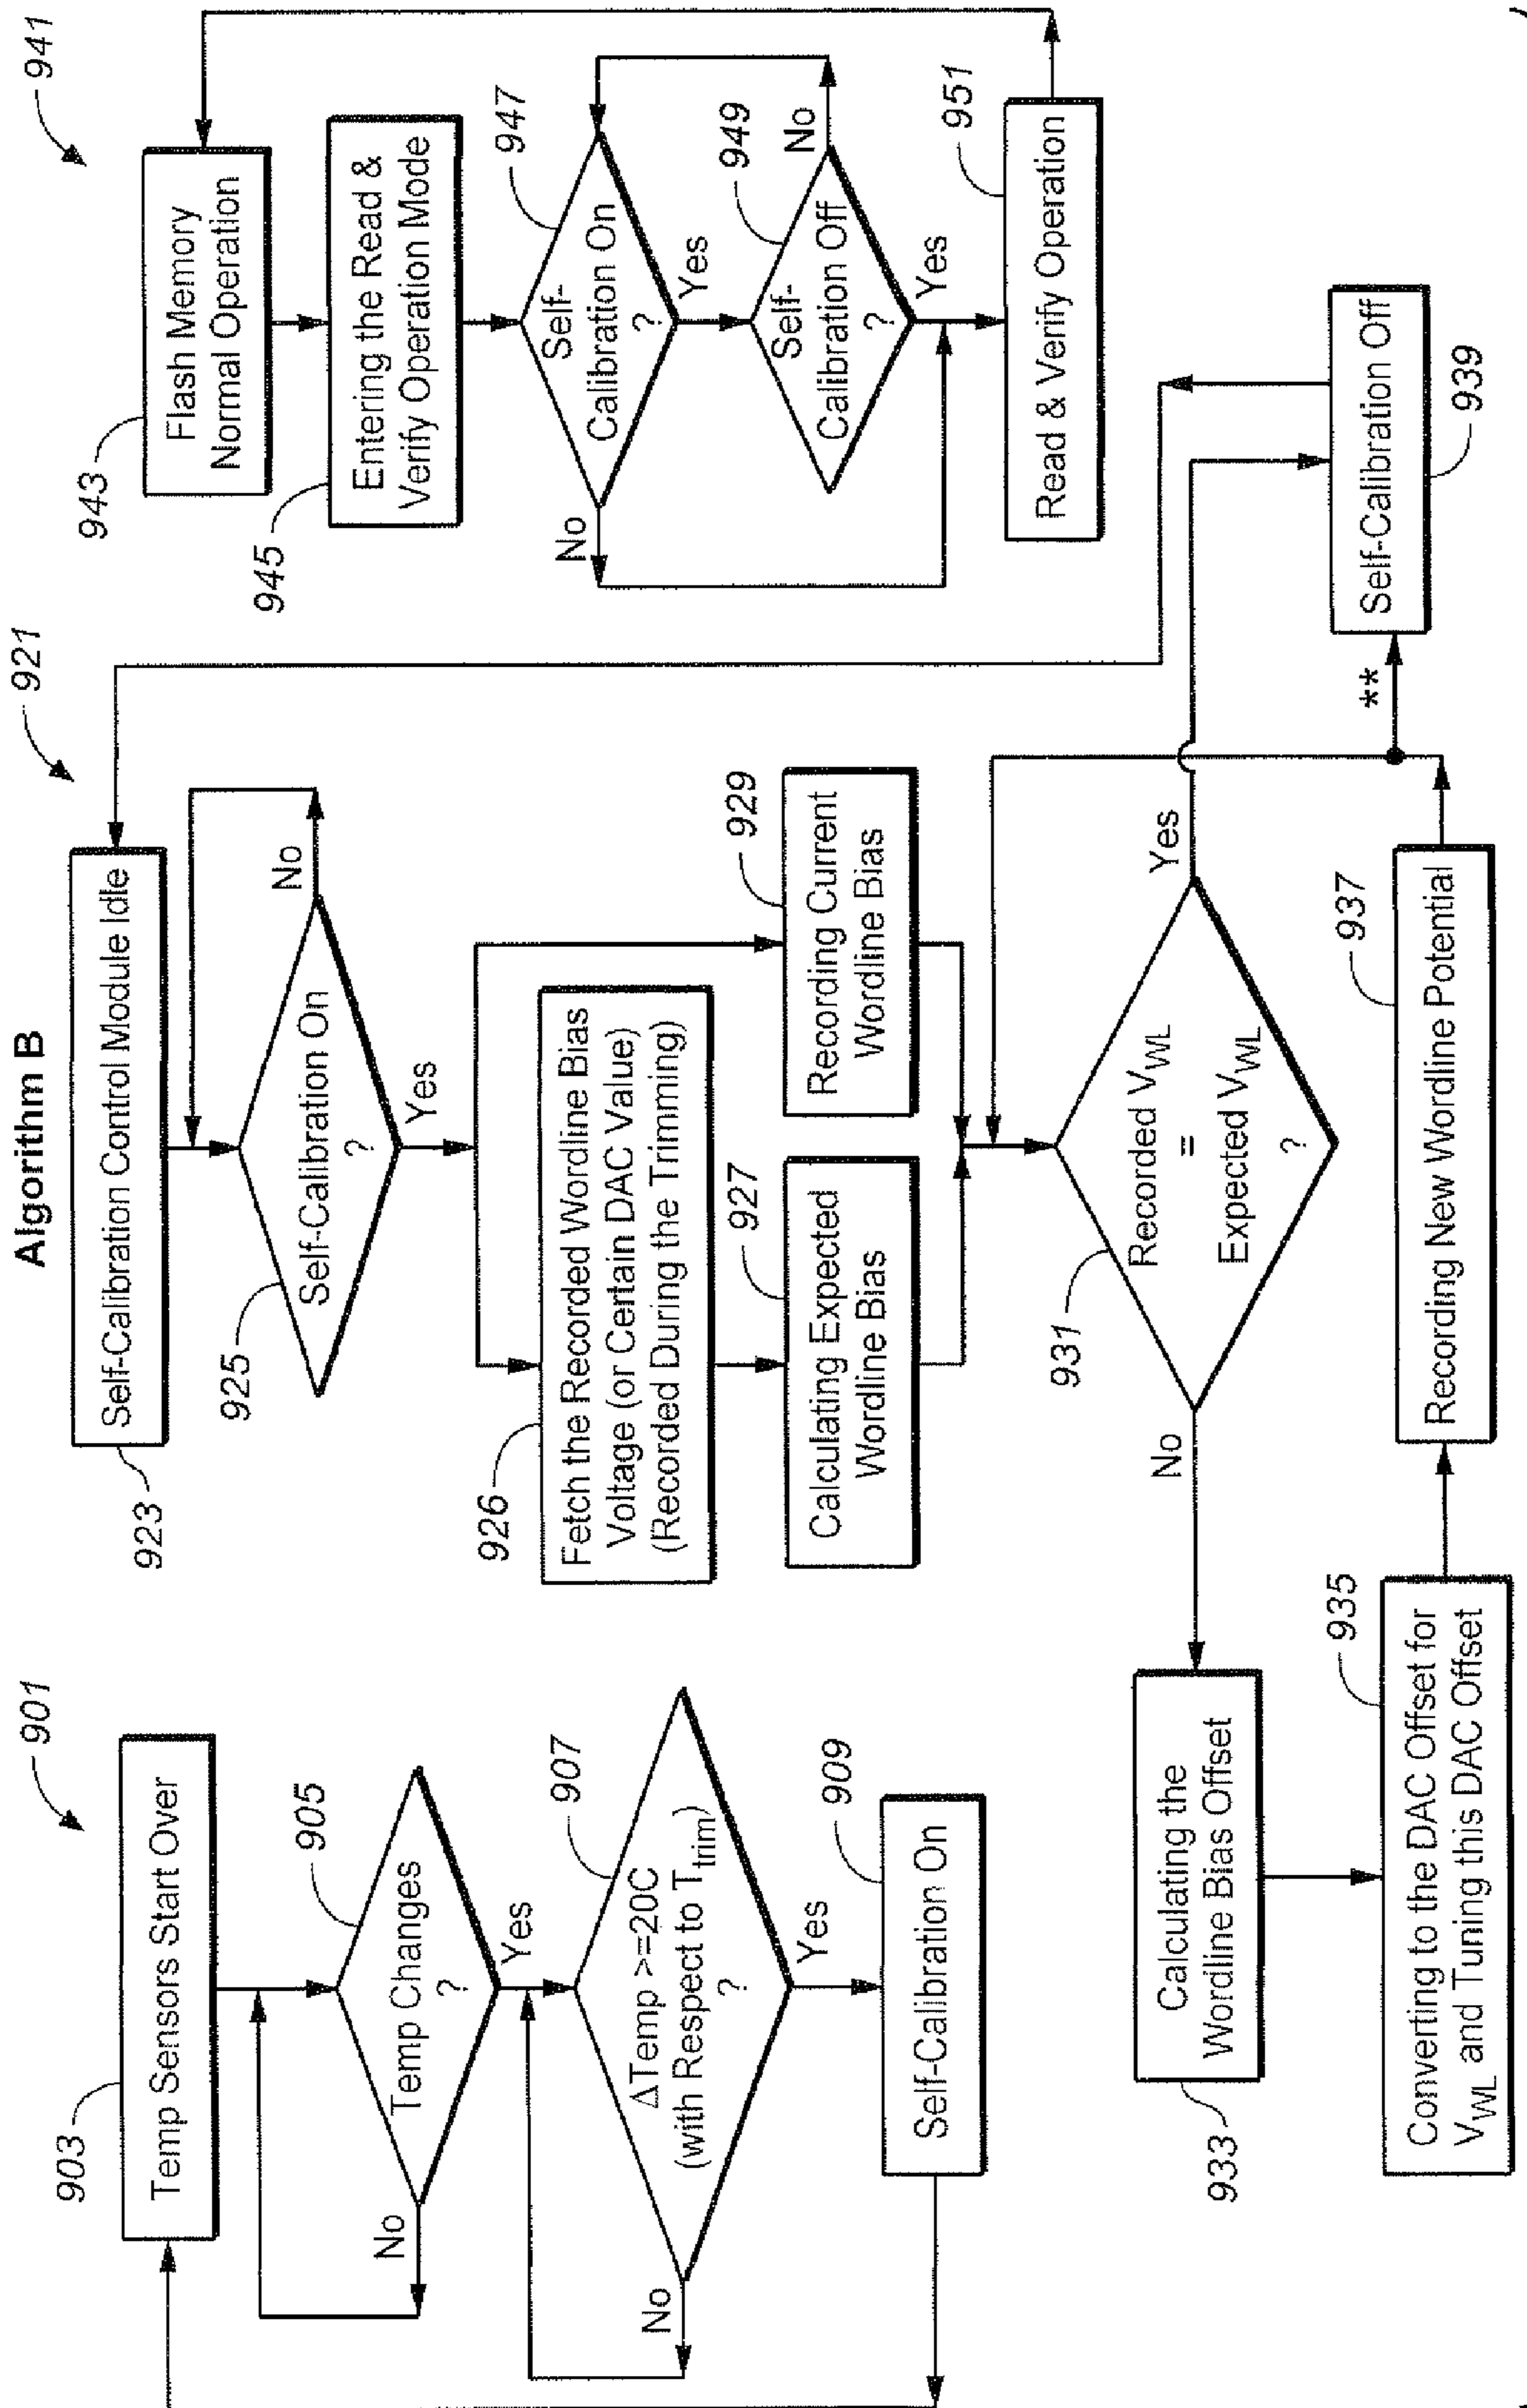 Algorithm B
901
903
Temp Sensors Start Over
905
Temp Changes
?
No
Yes
907
ΔTemp >=20C
(with Respect to Ttrim)
?
No
Yes
909
Self-Calibration On
921
Self-Calibration Control Module Idle
923
925
Self-Calibration On
?
No
Yes
926
Fetch the Recorded Wordline Bias
Voltage (or Certain DAC Value)
(Recorded During the Trimming)
927
Calculating Expected
Wordline Bias
929
Recording Current
Wordline Bias
931
Recorded VWL
=
Expected VWL
?
No
Yes
Calculating the
Wordline Bias Offset
933
935
Converting to the DAC Offset for
VWL and Tuning this DAC Offset
937
Recording New Wordline Potential
**
Self-Calibration Off
939
941
943
Flash Memory
Normal Operation
945
Entering the Read &
Verify Operation Mode
947
Self-
Calibration On
?
No
Yes
949
Self-
Calibration Off
?
No
Yes
951
Read & Verify Operation